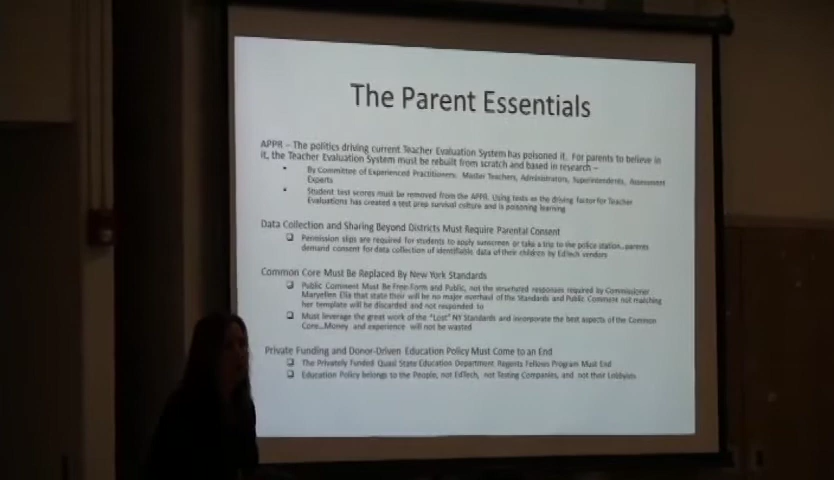 The Parent Essentials
APPR – The politics driving current Teacher Evaluation System has poisoned it. For parents to believe in
it, the Teacher Evaluation System must be rebuilt from scratch and based in research –
• By Committee of Experienced Practitioners: Master Teachers, Administrators, Superintendents, Assessment
Experts
• Student test scores must be removed from the APPR. Using tests as the driving factor for Teacher
Evaluations has created a test prep survival culture and is poisoning learning
Data Collection and Sharing Beyond Districts Must Require Parental Consent
❑ Permission slips are required for students to apply sunscreen or take a trip to the police station...parents
demand consent for data collection of identifiable data of their children by EdTech vendors
Common Core Must Be Replaced By New York Standards
❑ Public Comment Must Be Free-Form and Public, not the structured responses required by Commissioner
Maryellen Elia that state their will be no major overhaul of the Standards and Public Comment not matching
her template will be discarded and not responded to
❑ Must leverage the great work of the "Lost" NY Standards and incorporate the best aspects of the Common
Core...Money and experience will not be wasted
Private Funding and Donor-Driven Education Policy Must Come to an End
❑ The Privately Funded Quasi State Education Department Regents Fellows Program Must End
❑ Education Policy belongs to the People, not EdTech, not Testing Companies, and not their Lobbyists